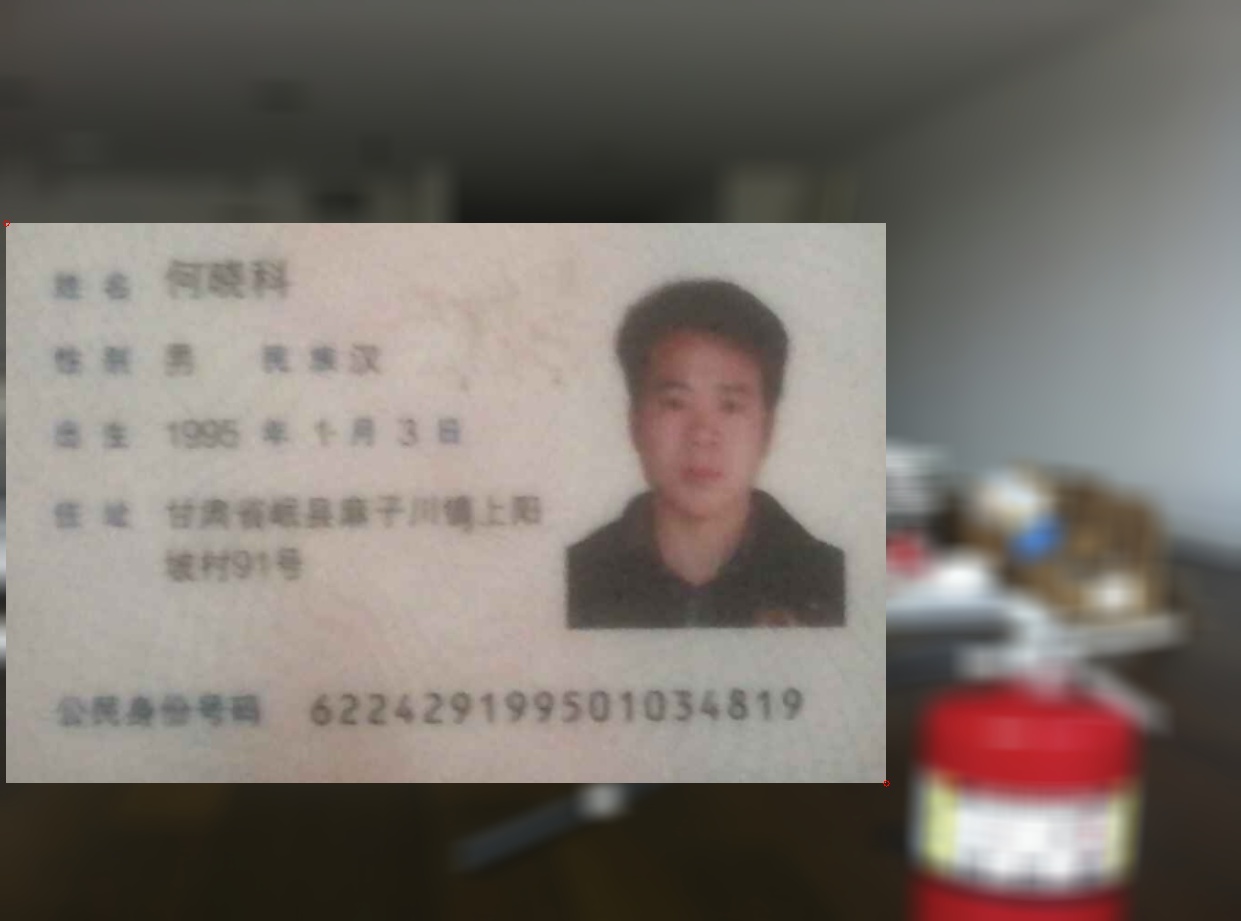 姓名 何晓科
性别 男 民族 汉
出生 1995 年 1 月 3 日
住址 甘肃省岷县麻子川镇上阳
坡村91号
公民身份号码 622429199501034819